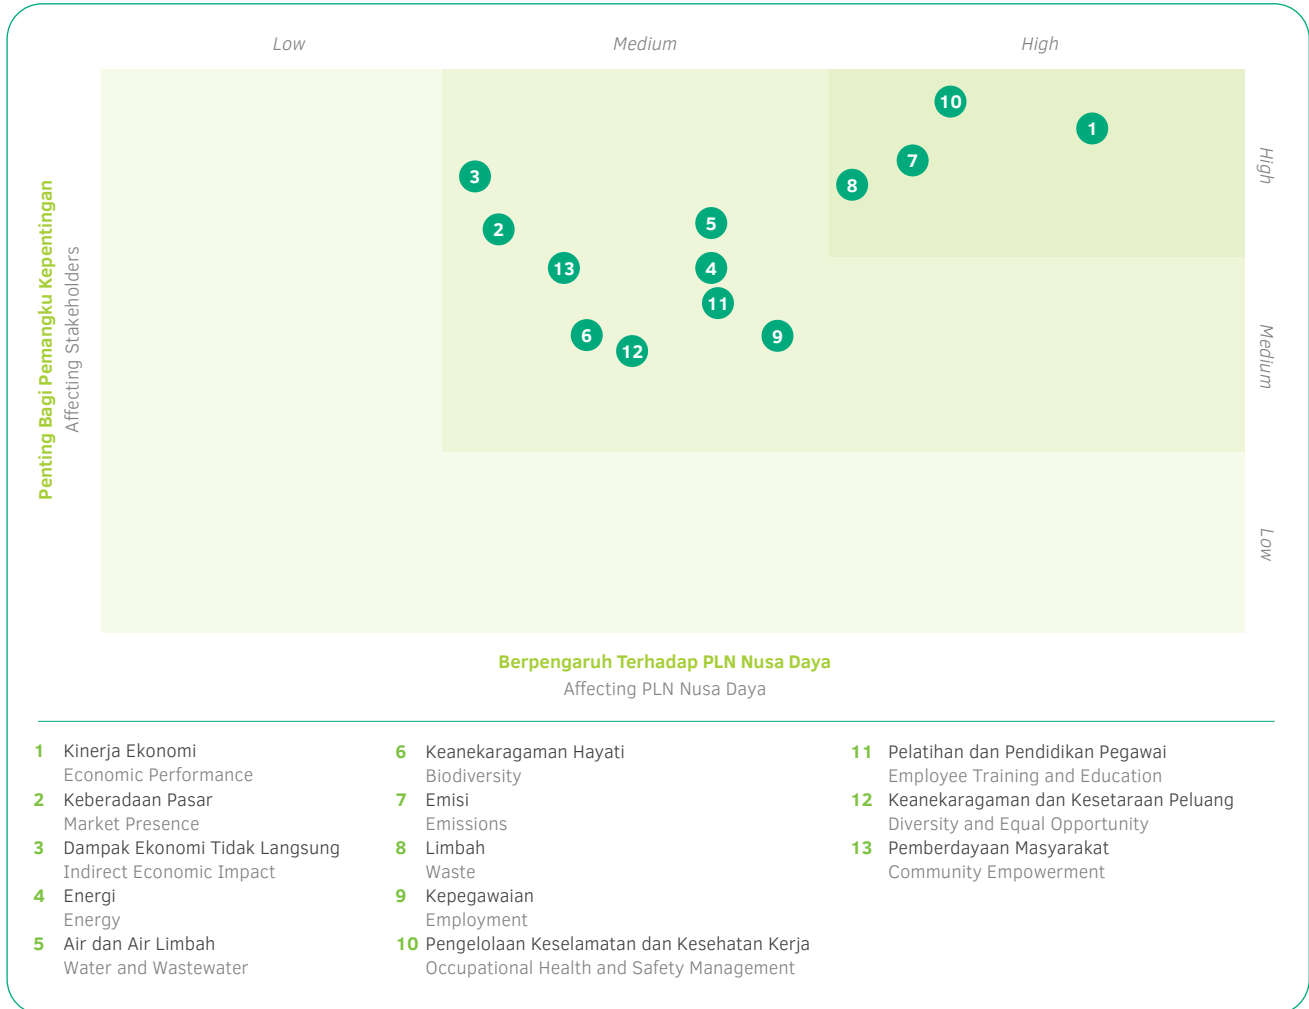 Low
Medium
High
10
1
7
8
3
2
5
13
4
11
6
12
9
High
Medium
Low
Penting Bagi Pemangku Kepentingan
Affecting Stakeholders
Berpengaruh Terhadap PLN Nusa Daya
Affecting PLN Nusa Daya
1 Kinerja Ekonomi
Economic Performance
2 Keberadaan Pasar
Market Presence
3 Dampak Ekonomi Tidak Langsung
Indirect Economic Impact
4 Energi
Energy
5 Air dan Air Limbah
Water and Wastewater
6 Keanekaragaman Hayati
Biodiversity
7 Emisi
Emissions
8 Limbah
Waste
9 Kepegawaian
Employment
10 Pengelolaan Keselamatan dan Kesehatan Kerja
Occupational Health and Safety Management
11 Pelatihan dan Pendidikan Pegawai
Employee Training and Education
12 Keanekaragaman dan Kesetaraan Peluang
Diversity and Equal Opportunity
13 Pemberdayaan Masyarakat
Community Empowerment